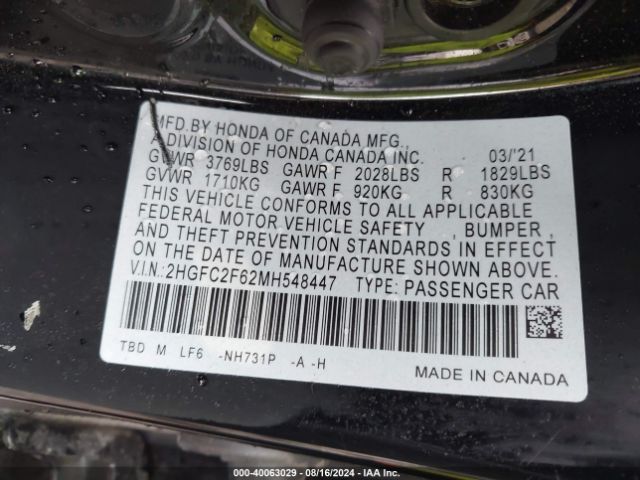 MFD.BY HONDA OF CANADA MFG.,
A DIVISION OF HONDA CANADA INC. 03/'21
GVWR 3769LBS GAWR F 2028LBS R 1829LBS
GVWR 1710KG GAWR F 920KG R 830KG
THIS VEHICLE CONFORMS TO ALL APPLICABLE
FEDERAL MOTOR VEHICLE SAFETY , BUMPER ,
AND THEFT PREVENTION STANDARDS IN EFFECT
ON THE DATE OF MANUFACTURE SHOWN ABOVE.
V.I.N.:2HGFC2F62MH548447 TYPE: PASSENGER CAR
TBD M LF6 -NH731P -A -H
MADE IN CANADA
000-40063029 - 08/16/2024 - IAA Inc.